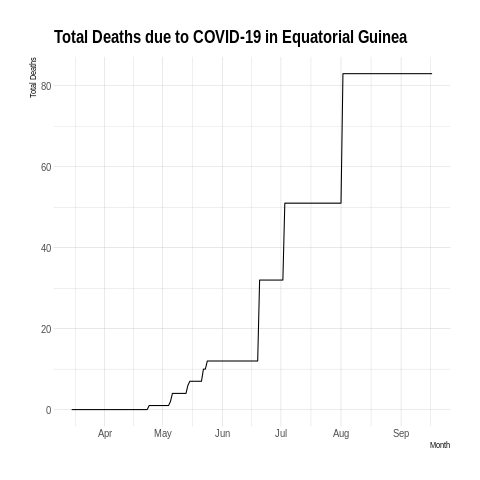 Total Deaths due to COVID-19 in Equatorial Guinea
Total Deaths
80
60
40
20
0
Apr May Jun Jul Aug Sep
Month